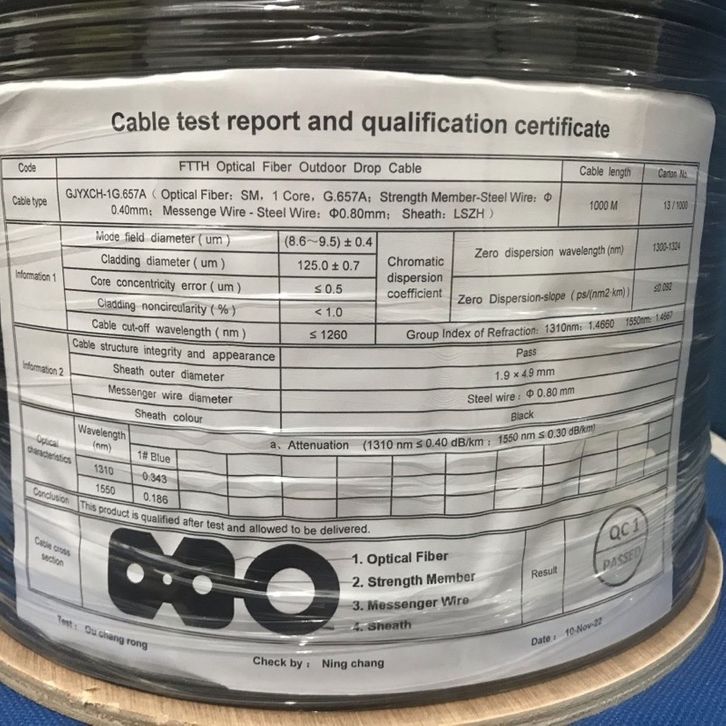 Cable test report and qualification certificate
Code FTTH Optical Fiber Outdoor Drop Cable Cable length Carton No.
Cable type GJYXCH-1G.657A ( Optical Fiber: SM, 1 Core, G.657A; Strength Member-Steel Wire: Φ 0.40mm; Messenge Wire - Steel Wire: Φ0.80mm; Sheath: LSZH ) 1000 M 13 / 1000
Information 1
Mode field diameter ( um ) (8.6~9.5) ± 0.4
Cladding diameter ( um ) 125.0 ± 0.7
Core concentricity error ( um ) ≤ 0.5
Cladding noncircularity ( % ) < 1.0
Cable cut-off wavelength ( nm ) ≤ 1260
Chromatic dispersion coefficient
Zero dispersion wavelength (nm) 1300-1324
Zero Dispersion-slope ( ps/(nm2·km)) ≤0.092
Group Index of Refraction: 1310nm: 1.4660 1550nm: 1.4667
Information 2
Cable structure integrity and appearance Pass
Sheath outer diameter 1.9 × 4.9 mm
Messenger wire diameter Steel wire : Φ 0.80 mm
Sheath colour Black
Optical characteristics
Wavelength (nm) a、Attenuation (1310 nm ≤ 0.40 dB/km ; 1550 nm ≤ 0.30 dB/km)
1# Blue
1310 0.343
1550 0.186
Conclusion This product is qualified after test and allowed to be delivered.
Cable cross section
1. Optical Fiber
2. Strength Member
3. Messenger Wire
4. Sheath
Result
QC 1
PASSED
Test : Ou chang rong
Check by : Ning chang
Date : 10-Nov-22